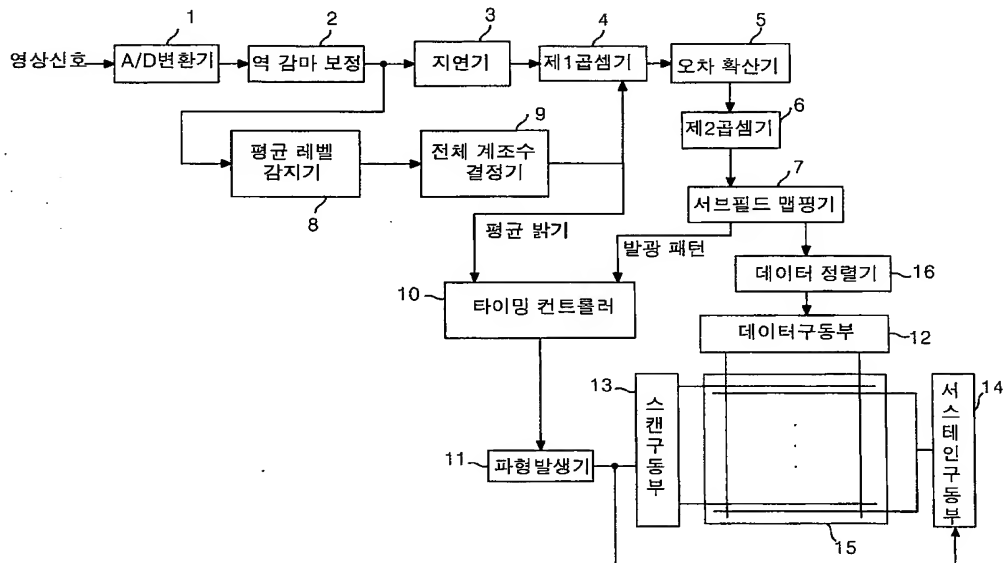 1
2
3
4
5
영상신호
A/D변환기
역 감마 보정
지연기
제1곱셈기
오차 확산기
6
제2곱셈기
9
평균 레벨
감지기
8
전체 계조수
결정기
7
서브필드 맵핑기
평균 밝기
발광 패턴
데이터 정렬기
16
10
타이밍 컨트롤러
데이터구동부
12
13
스캔구동부
14
서스테인구동부
11
파형발생기
15